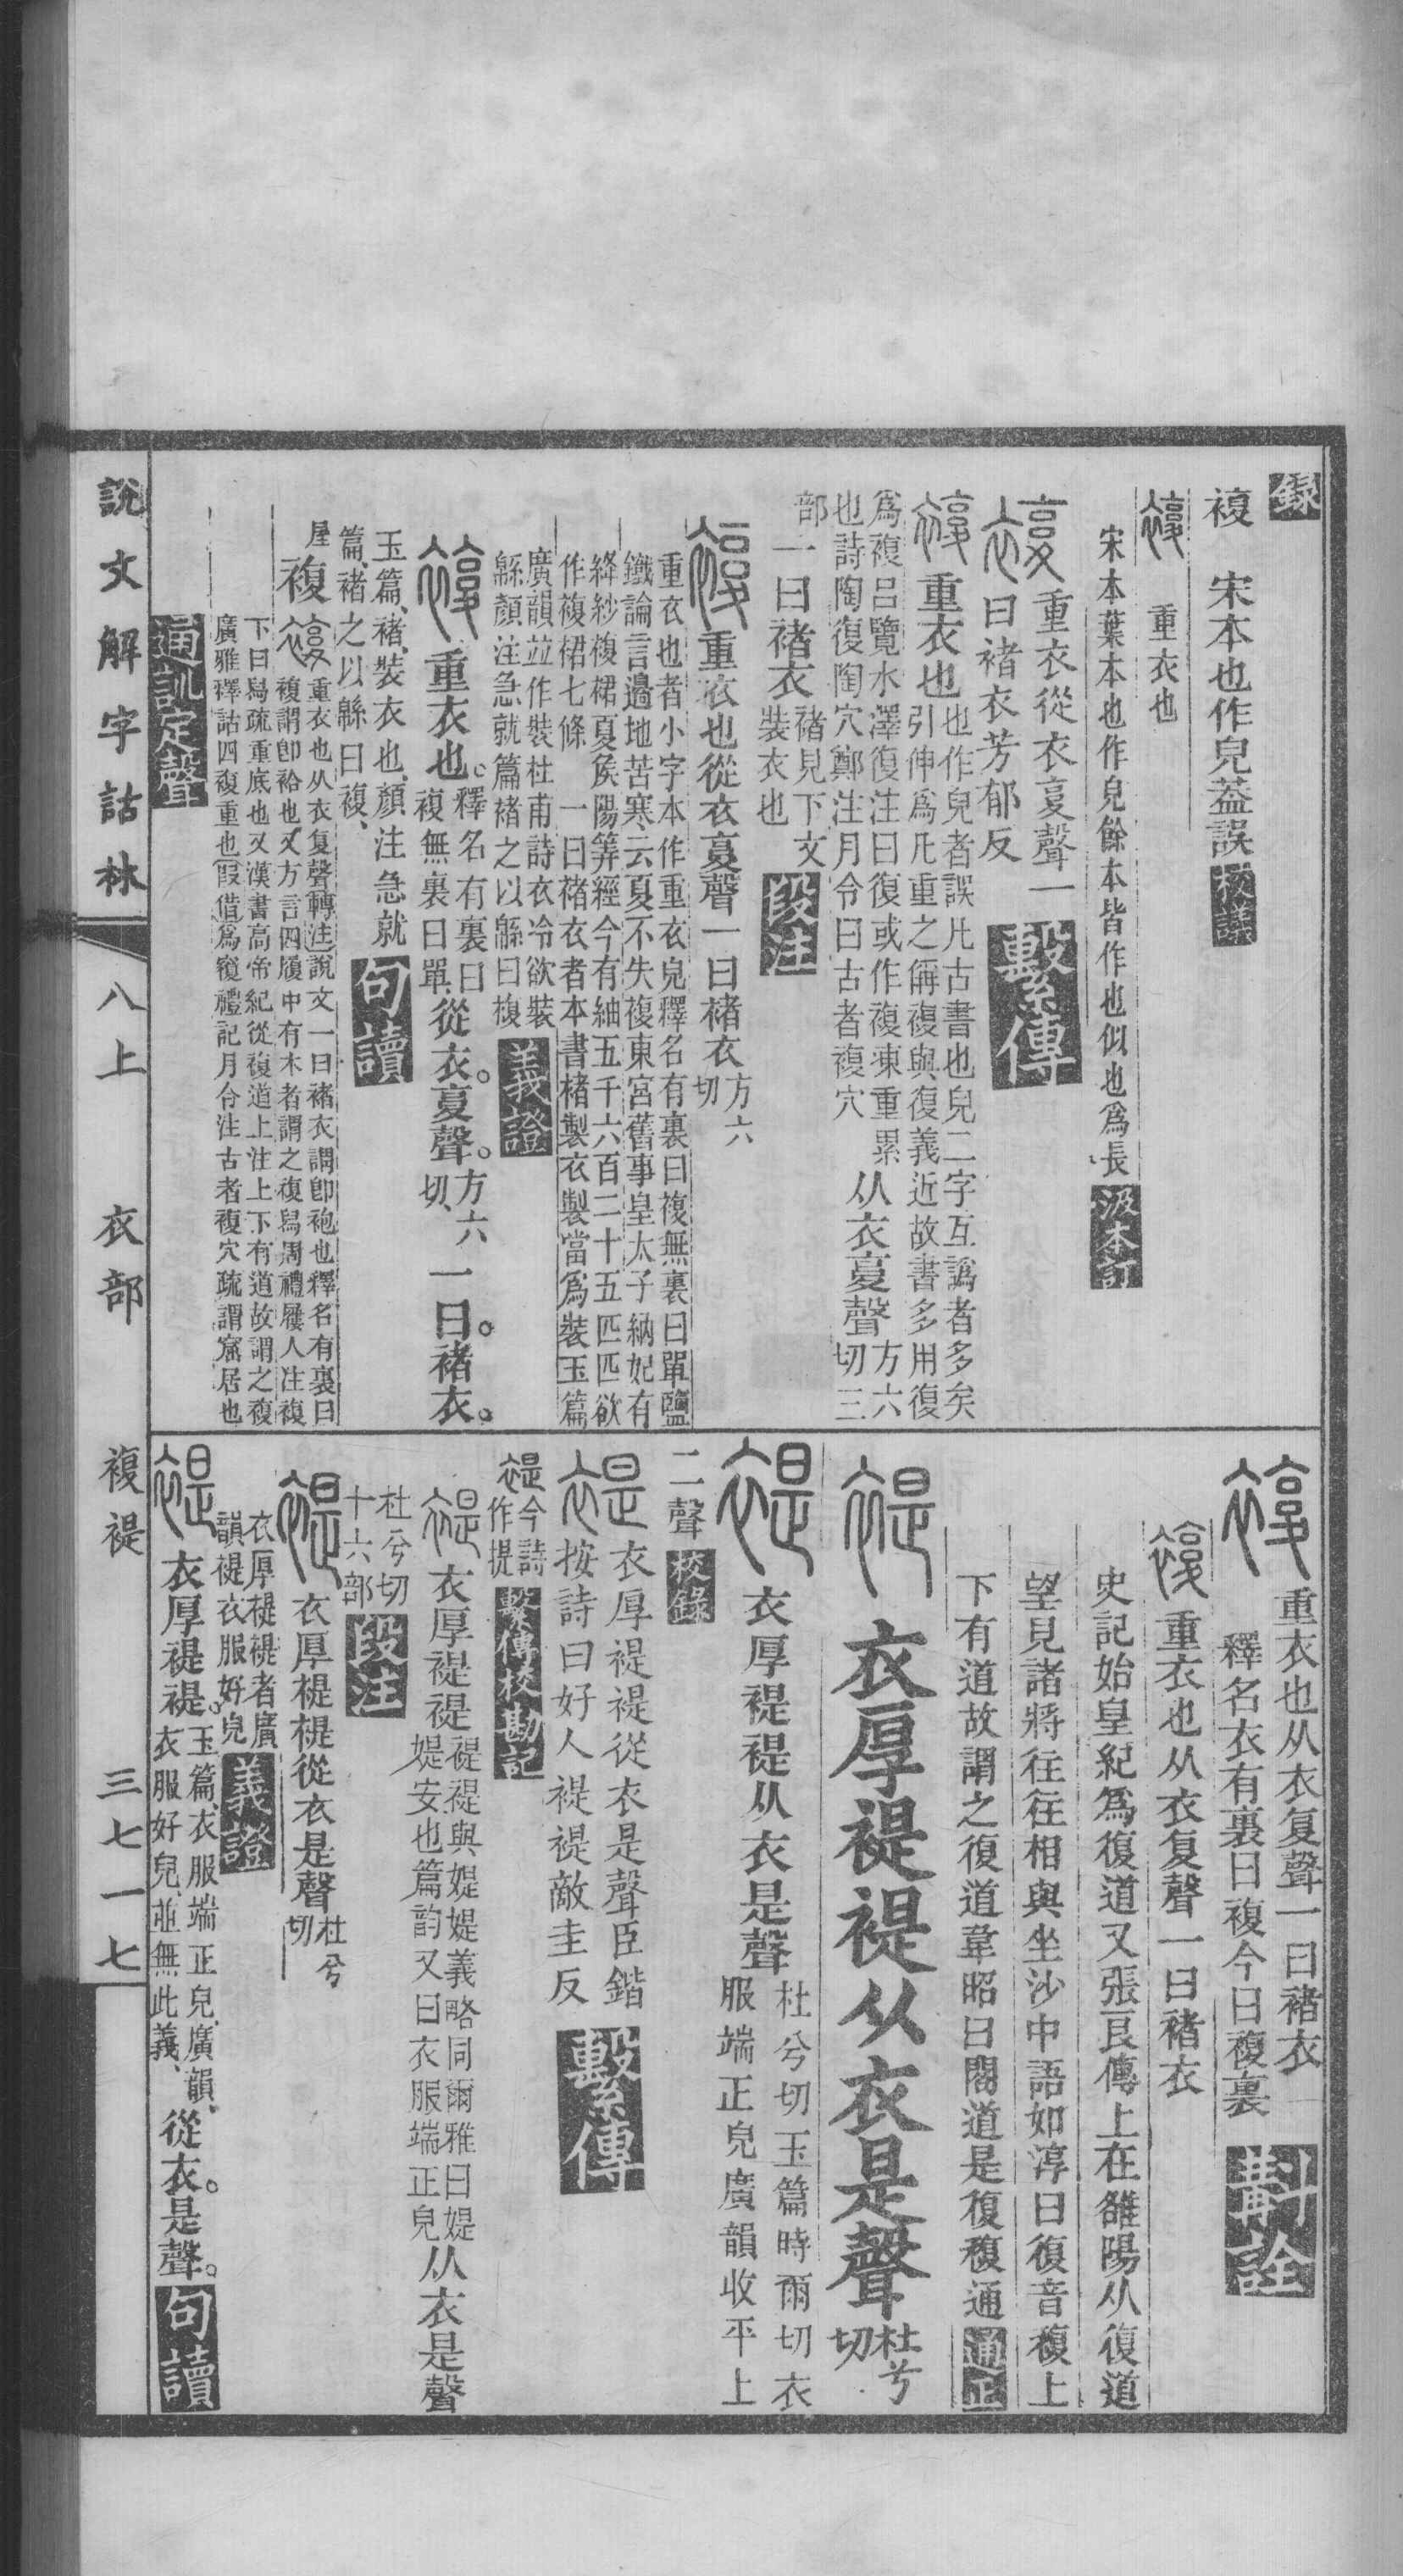 錄
複　宋本也作皃葢誤 校議
複　重衣也
宋本葉本也作皃餘本皆作也似也爲長 汲本訂
複 重衣從衣复聲一
曰褚衣芳郁反 繫傳
複 重衣也 也作皃者誤凡古書也皃二字互譌者多矣
引伸爲凡重之偁複與復義近故書多用復
爲複呂覽水澤復注曰復或作複凍重累
也詩陶復陶穴鄭注月令曰古者複穴 从衣复聲 方六切三
部 一曰褚衣 褚見下文
裝衣也 段注
複 重衣也從衣复聲一曰褚衣 方六切
重衣也者小字本作重衣皃釋名有裏曰複無裏曰單鹽
鐵論言邊地苦寒云夏不失複東宮舊事皇太子納妃有
絳紗複裙夏侯陽筭經今有紬五千六百二十五匹匹欲
作複裙七條　一曰褚衣者本書褚製衣製當爲裝玉篇
廣韻並作裝杜甫詩衣冷欲裝
緜顏注急就篇褚之以緜曰複 義證
複 重衣也。釋名有裏曰
複無裏曰單、從衣。复聲。方六切、一曰。褚衣。
玉篇、褚、裝衣也、顏注急就
篇、褚之以緜曰複、 句讀
屋
複 複 重衣也从衣复聲轉注說文一曰褚衣謂卽袍也釋名有裏曰
複謂卽袷也又方言四履中有木者謂之複舄周禮屨人注複
下曰舄疏重底也又漢書高帝紀從復道上注上下有道故謂之複
廣雅釋詁四複重也假借爲𥨍禮記月令注古者複穴疏謂窟居也
通訓定聲
複 重衣也从衣复聲一曰褚衣
釋名衣有裏曰複今曰複裏 斠詮
複 重衣也从衣复聲一曰褚衣
史記始皇紀爲復道又張良傳上在雒陽从復道
望見諸將往往相與坐沙中語如淳曰復音複上
下有道故謂之復道韋昭曰閣道是復複通 通正
褆 衣厚褆褆从衣是聲 杜兮切
褆 衣厚褆褆从衣是聲 杜兮切玉篇時爾切衣
服端正皃廣韻收平上
二聲 校錄
褆 衣厚褆褆從衣是聲臣鍇
按詩曰好人褆褆敵圭反 繫傳
褆 今詩
作提 繫傳校勘記
褆 衣厚褆褆 褆褆與媞媞義略同爾雅曰媞
媞安也篇韵又曰衣服端正皃 从衣是聲
杜兮切
十六部 段注
褆 衣厚褆褆從衣是聲 杜兮切
衣厚褆褆者廣
韻褆衣服好皃 義證
褆 衣厚褆褆。玉篇、衣服端正皃、廣韻、
衣服好皃、並無此義、從衣。是聲。 句讀
說文解字詁林　八上　衣部　複褆　三七一七